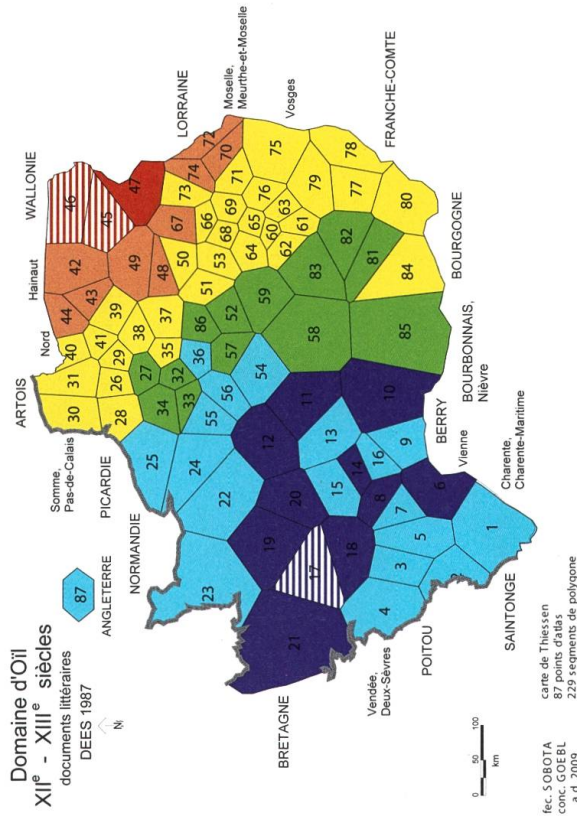 Domaine d'Oïl
XIIe - XIIIe siècles
documents littéraires
DEES 1987
N
87
ANGLETERRE
Somme,
Pas-de-Calais
ARTOIS
Nord
Hainaut
WALLONIE
PICARDIE
NORMANDIE
LORRAINE
Moselle,
Meurthe-et-Moselle
Vosges
FRANCHE-COMTE
BOURGOGNE
BOURBONNAIS,
Nièvre
BERRY
Vienne
Charente,
Charente-Maritime
SAINTONGE
POITOU
Vendée,
Deux-Sèvres
BRETAGNE
30 31 40 44 42 46
28 26 29 41 43 45
39 49 47
25 34 27 38 48 67 74 72
33 32 35 37 50 73 70
24 55 36 86 51 66 71 75
22 56 57 52 53 68 69 76
23 54 59 64 65 63 79 78
12 58 62 60 61 77
19 20 11 83 82 80
21 17 13 10 85 81 84
18 15 14 16 9
4 3 8 7 6
5 2 1
0 50 100
km
fec. SOBOTA
conc. GOEBL
a.d. 2009
carte de Thiessen
87 points d'atlas
229 segments de polygone